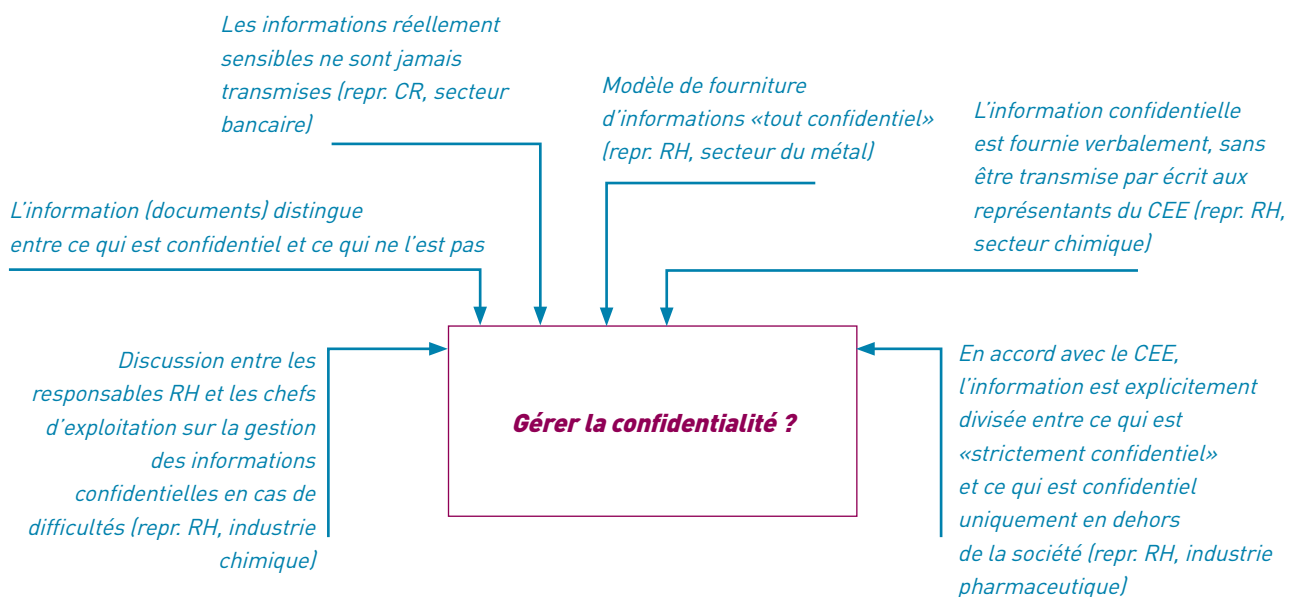 Les informations réellement
sensibles ne sont jamais
transmises (repr. CR, secteur
bancaire)
Modèle de fourniture
d'informations «tout confidentiel»
(repr. RH, secteur du métal)
L'information confidentielle
est fournie verbalement, sans
être transmise par écrit aux
représentants du CEE (repr. RH,
secteur chimique)
L'information (documents) distingue
entre ce qui est confidentiel et ce qui ne l'est pas
Discussion entre les
responsables RH et les chefs
d'exploitation sur la gestion
des informations
confidentielles en cas de
difficultés (repr. RH, industrie
chimique)
Gérer la confidentialité ?
En accord avec le CEE,
l'information est explicitement
divisée entre ce qui est
«strictement confidentiel»
et ce qui est confidentiel
uniquement en dehors
de la société (repr. RH, industrie
pharmaceutique)